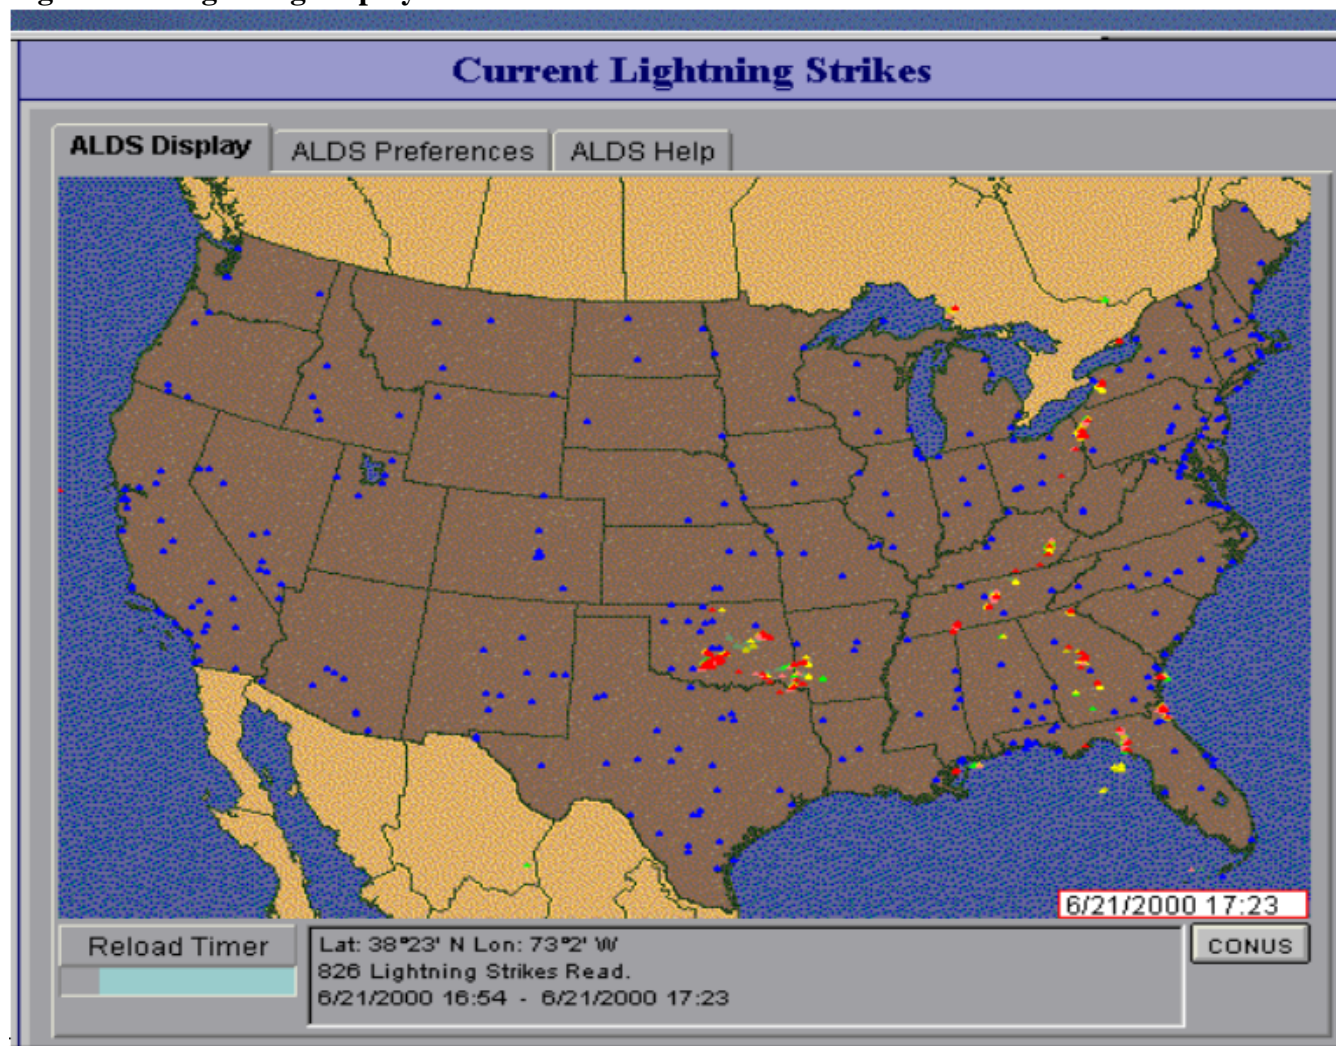 Current Lightning Strikes
ALDS Display
ALDS Preferences
ALDS Help
6/21/2000 17:23
Reload Timer
Lat: 38°23' N Lon: 73°2' W
826 Lightning Strikes Read.
6/21/2000 16:54 - 6/21/2000 17:23
CONUS